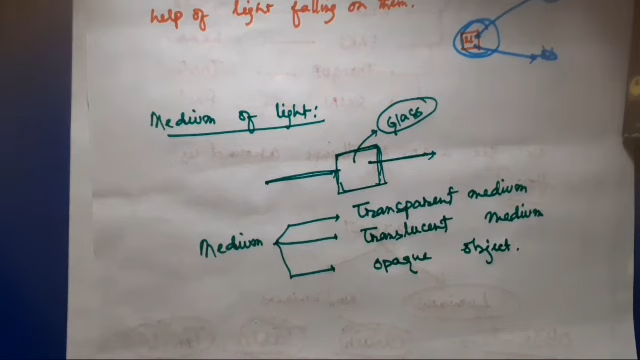 help of light falling on them.
Medium of light:
Glass
Transparent medium
Medium
Translucent medium
opaque object.